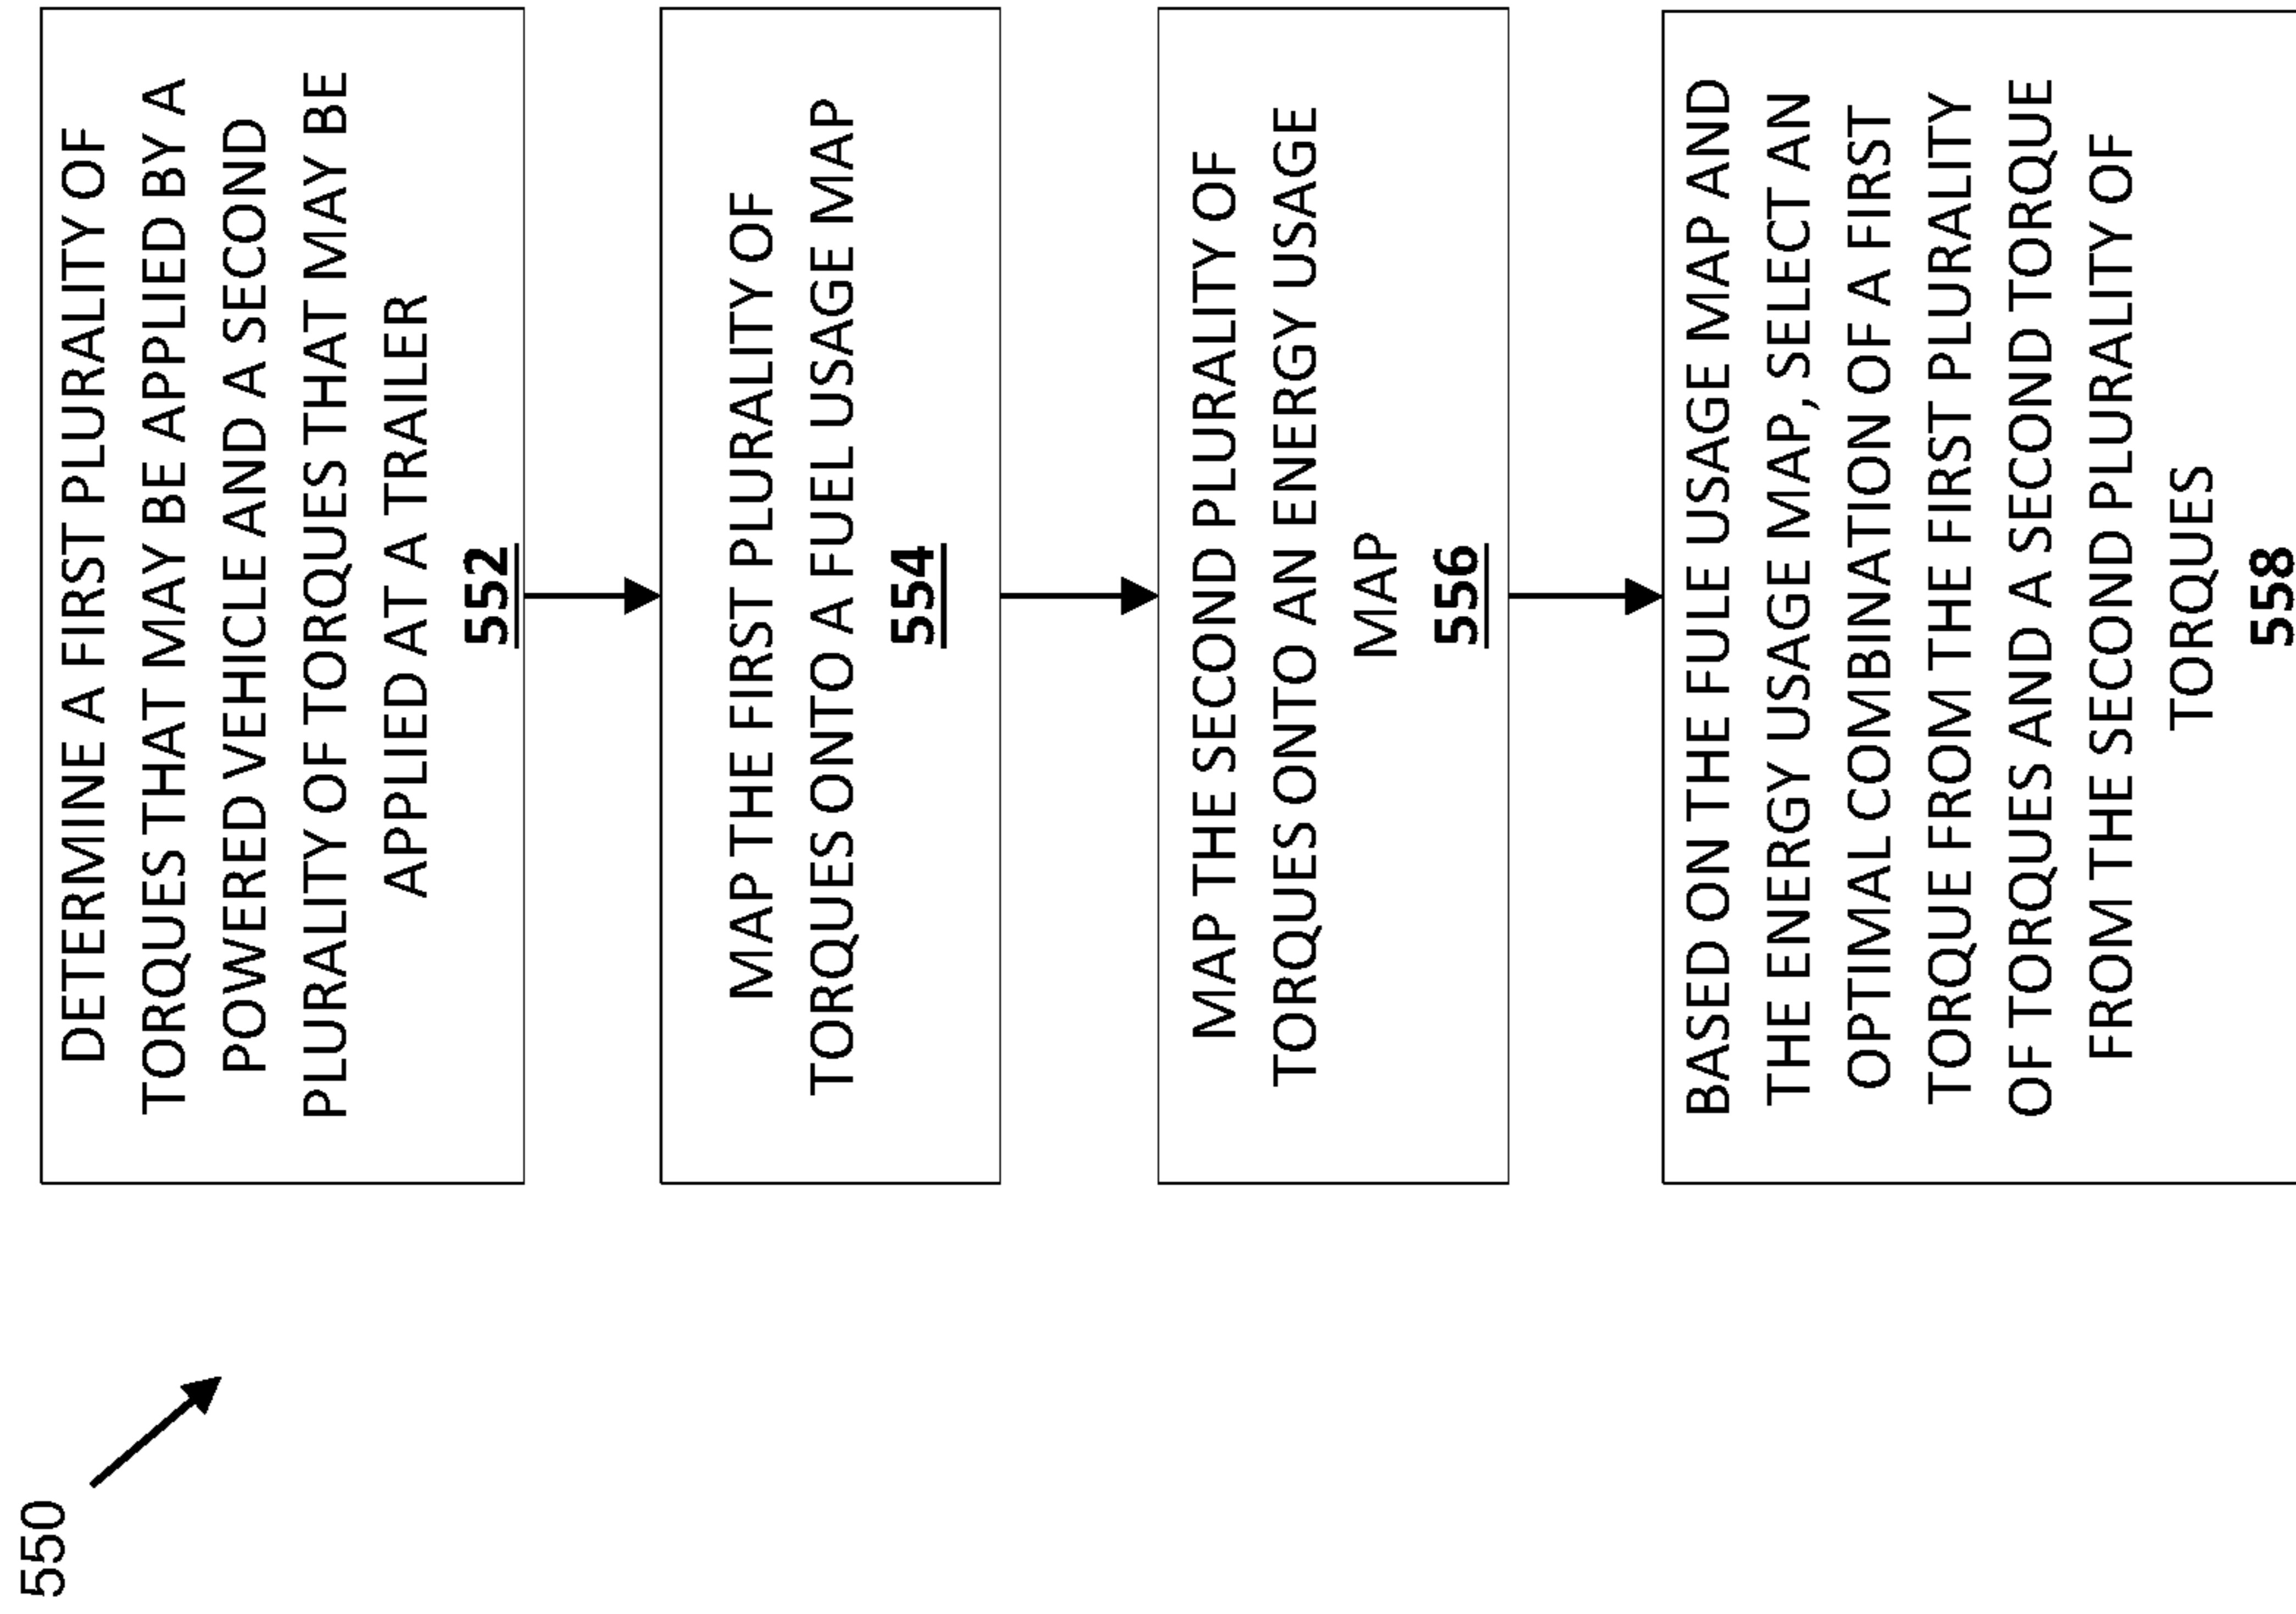 550
DETERMINE A FIRST PLURALITY OF
TORQUES THAT MAY BE APPLIED BY A
POWERED VEHICLE AND A SECOND
PLURALITY OF TORQUES THAT MAY BE
APPLIED AT A TRAILER
552
MAP THE FIRST PLURALITY OF
TORQUES ONTO A FUEL USAGE MAP
554
MAP THE SECOND PLURALITY OF
TORQUES ONTO AN ENERGY USAGE
MAP
556
BASED ON THE FULE USAGE MAP AND
THE ENERGY USAGE MAP, SELECT AN
OPTIMAL COMBINATION OF A FIRST
TORQUE FROM THE FIRST PLURALITY
OF TORQUES AND A SECOND TORQUE
FROM THE SECOND PLURALITY OF
TORQUES
558